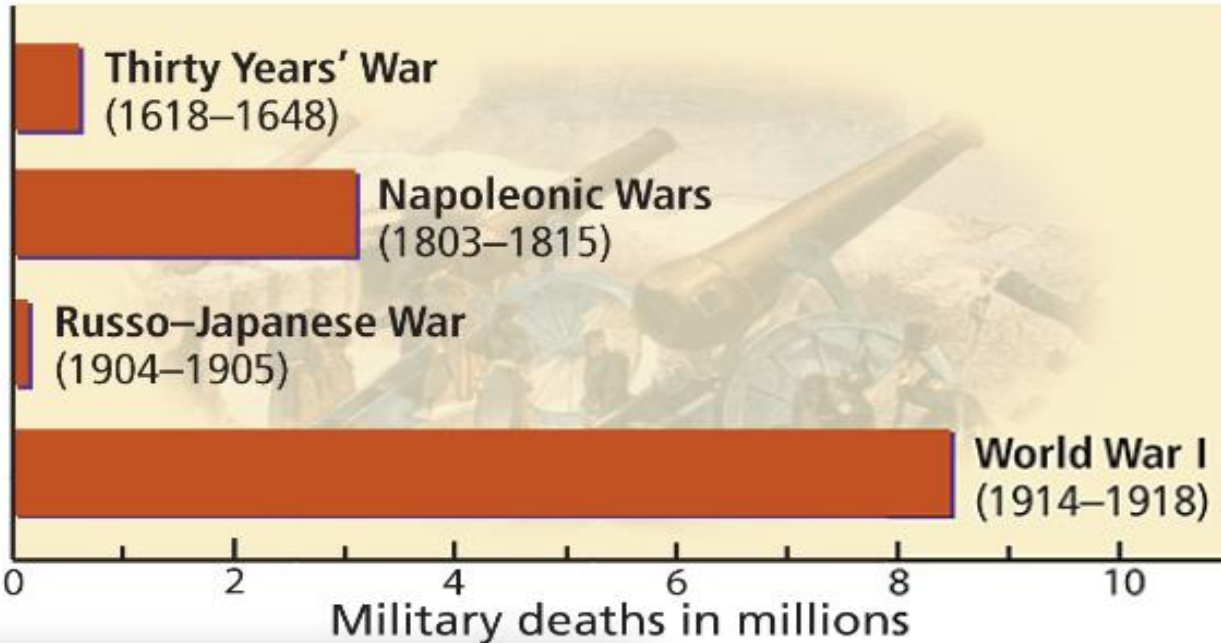 Thirty Years’ War
(1618–1648)
Napoleonic Wars
(1803–1815)
Russo–Japanese War
(1904–1905)
World War I
(1914–1918)
0 2 4 6 8 10
Military deaths in millions